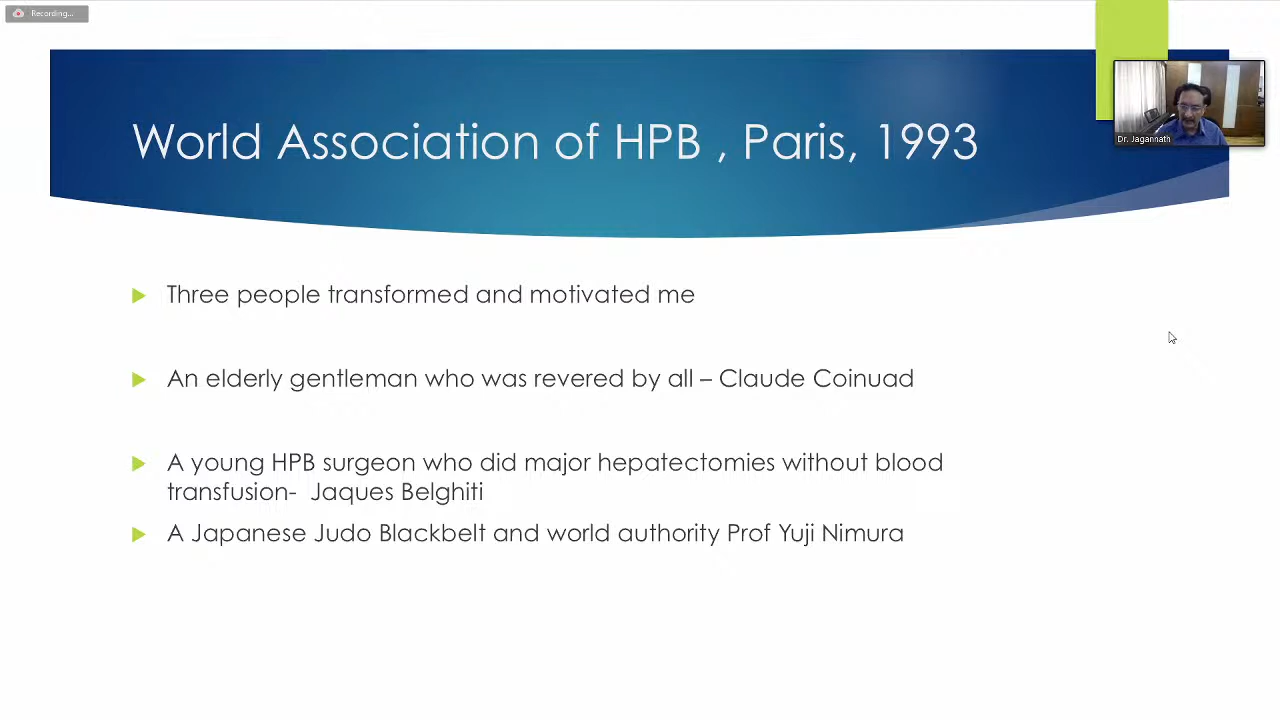 Recording...
World Association of HPB , Paris, 1993
Dr. Jagannath
Three people transformed and motivated me
An elderly gentleman who was revered by all – Claude Coinuad
A young HPB surgeon who did major hepatectomies without blood
transfusion- Jaques Belghiti
A Japanese Judo Blackbelt and world authority Prof Yuji Nimura